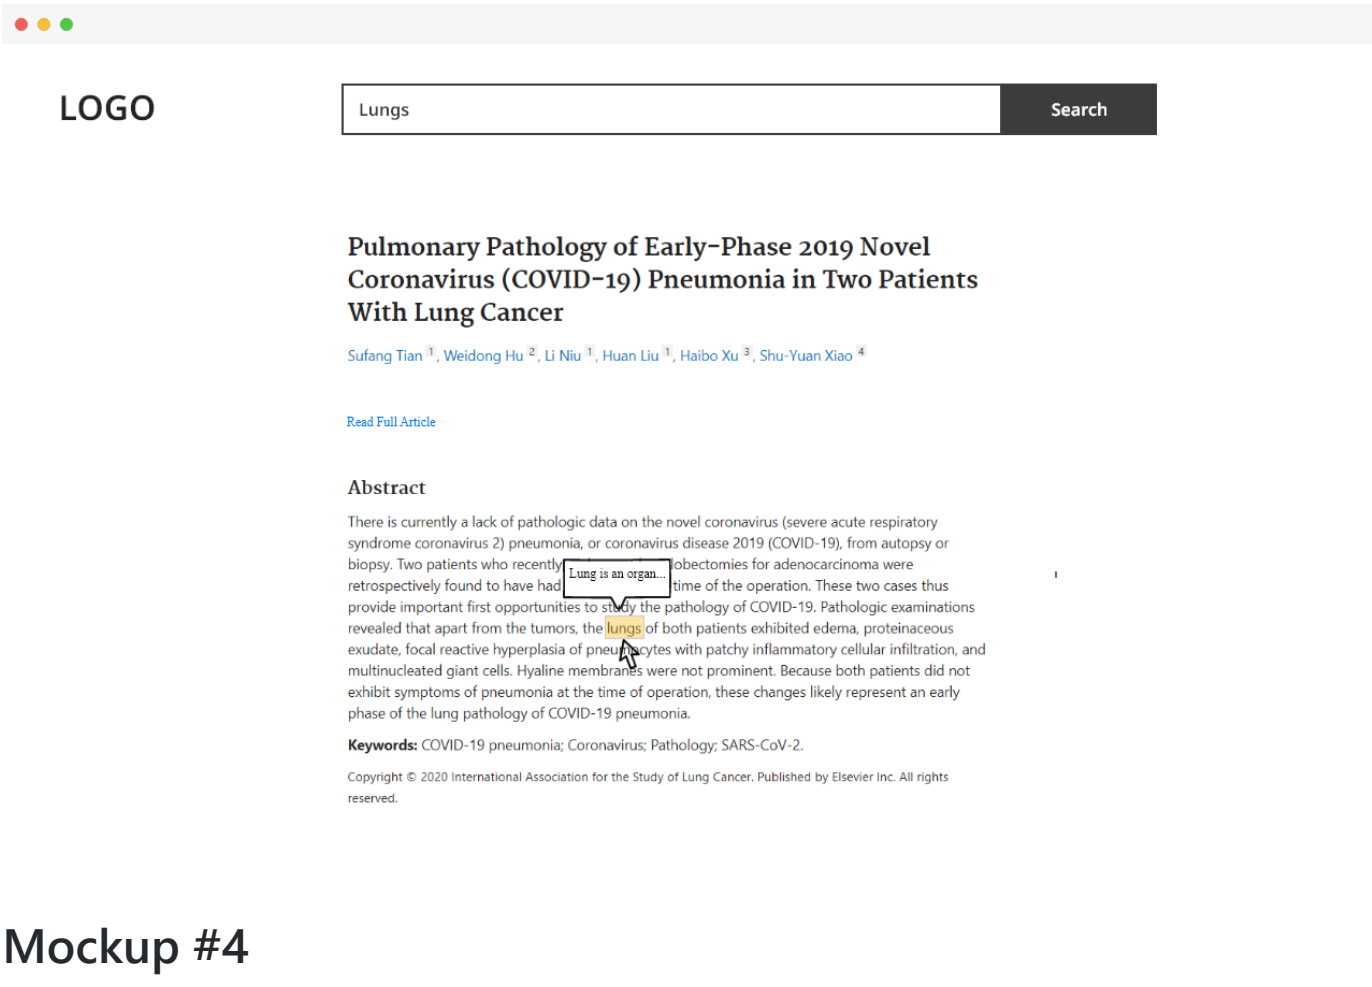 LOGO
Lungs
Search
Pulmonary Pathology of Early-Phase 2019 Novel
Coronavirus (COVID-19) Pneumonia in Two Patients
With Lung Cancer
Sufang Tian 1, Weidong Hu 2, Li Niu 1, Huan Liu 1, Haibo Xu 3, Shu-Yuan Xiao 4
Read Full Article
Abstract
There is currently a lack of pathologic data on the novel coronavirus (severe acute respiratory
syndrome coronavirus 2) pneumonia, or coronavirus disease 2019 (COVID-19), from autopsy or
biopsy. Two patients who recently lobectomies for adenocarcinoma were
Lung is an organ...
retrospectively found to have had time of the operation. These two cases thus
provide important first opportunities to study the pathology of COVID-19. Pathologic examinations
revealed that apart from the tumors, the lungs of both patients exhibited edema, proteinaceous
exudate, focal reactive hyperplasia of pneumocytes with patchy inflammatory cellular infiltration, and
multinucleated giant cells. Hyaline membranes were not prominent. Because both patients did not
exhibit symptoms of pneumonia at the time of operation, these changes likely represent an early
phase of the lung pathology of COVID-19 pneumonia.
Keywords: COVID-19 pneumonia; Coronavirus; Pathology; SARS-CoV-2.
Copyright © 2020 International Association for the Study of Lung Cancer. Published by Elsevier Inc. All rights
reserved.
Mockup #4